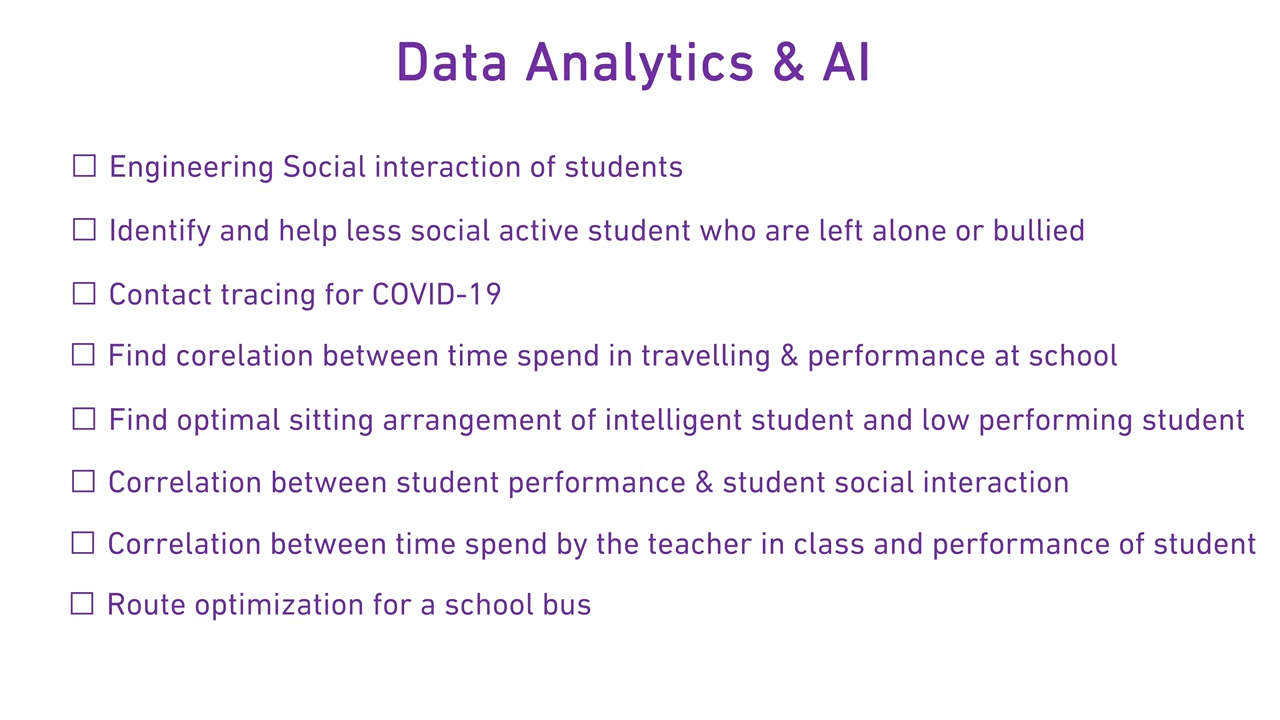 Data Analytics & AI
☐ Engineering Social interaction of students
☐ Identify and help less social active student who are left alone or bullied
☐ Contact tracing for COVID-19
☐ Find corelation between time spend in travelling & performance at school
☐ Find optimal sitting arrangement of intelligent student and low performing student
☐ Correlation between student performance & student social interaction
☐ Correlation between time spend by the teacher in class and performance of student
☐ Route optimization for a school bus